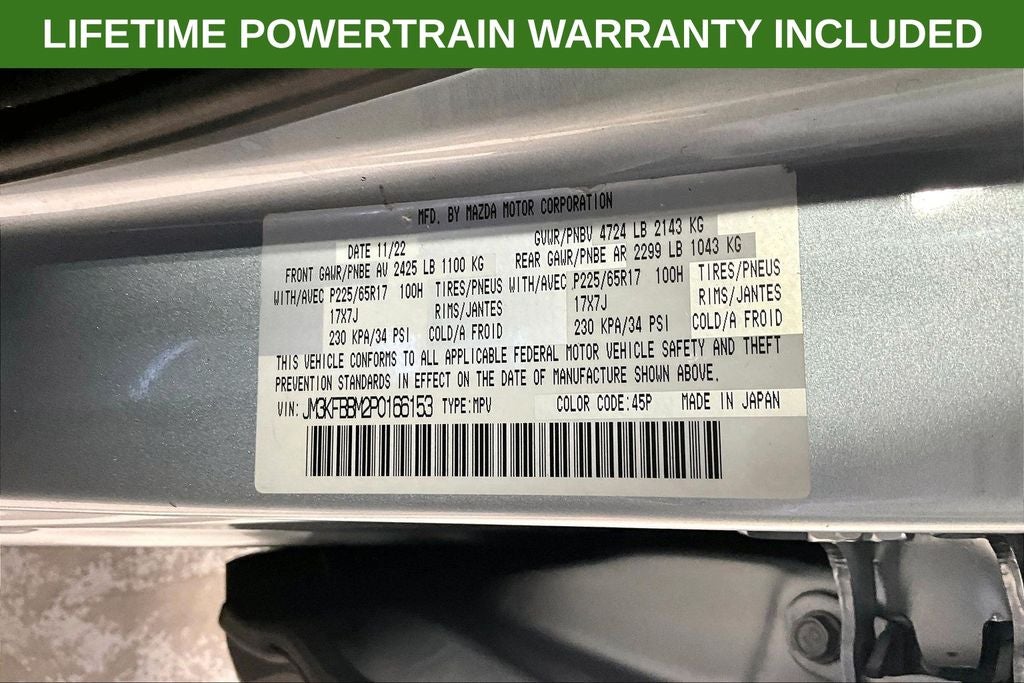 LIFETIME POWERTRAIN WARRANTY INCLUDED
MFD. BY MAZDA MOTOR CORPORATION
DATE 11/22 GVWR/PNBV 4724 LB 2143 KG
FRONT GAWR/PNBE AV 2425 LB 1100 KG REAR GAWR/PNBE AR 2299 LB 1043 KG
WITH/AVEC P225/65R17 100H TIRES/PNEUS WITH/AVEC P225/65R17 100H TIRES/PNEUS
17X7J RIMS/JANTES 17X7J RIMS/JANTES
230 KPA/34 PSI COLD/A FROID 230 KPA/34 PSI COLD/A FROID
THIS VEHICLE CONFORMS TO ALL APPLICABLE FEDERAL MOTOR VEHICLE SAFETY AND THEFT
PREVENTION STANDARDS IN EFFECT ON THE DATE OF MANUFACTURE SHOWN ABOVE.
VIN: JM3KFBBM2P0166153 TYPE:MPV COLOR CODE:45P MADE IN JAPAN